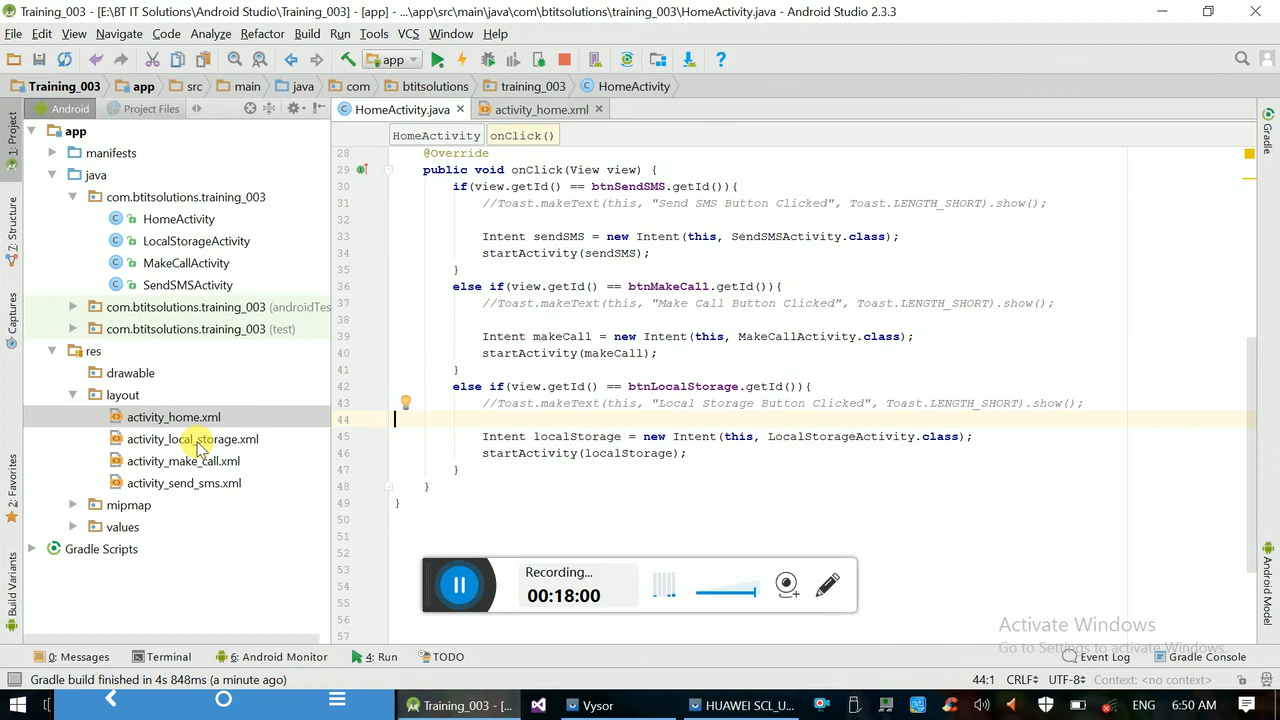 Training_003 - [E:\BT IT Solutions\Android Studio\Training_003] - [app] - ...\app\src\main\java\com\btitsolutions\training_003\HomeActivity.java - Android Studio 2.3.3
File Edit View Navigate Code Analyze Refactor Build Run Tools VCS Window Help
app
Training_003 app src main java com btitsolutions training_003 HomeActivity
Android Project Files HomeActivity.java activity_home.xml
HomeActivity onClick()
1: Project
7: Structure
Captures
2: Favorites
Build Variants
app
manifests
java
com.btitsolutions.training_003
HomeActivity
LocalStorageActivity
MakeCallActivity
SendSMSActivity
com.btitsolutions.training_003 (androidTes
com.btitsolutions.training_003 (test)
res
drawable
layout
activity_home.xml
activity_local_storage.xml
activity_make_call.xml
activity_send_sms.xml
mipmap
values
Gradle Scripts
28 @Override
29 public void onClick(View view) {
30 if(view.getId() == btnSendSMS.getId()){
31 //Toast.makeText(this, "Send SMS Button Clicked", Toast.LENGTH_SHORT).show();
32
33 Intent sendSMS = new Intent(this, SendSMSActivity.class);
34 startActivity(sendSMS);
35 }
36 else if(view.getId() == btnMakeCall.getId()){
37 //Toast.makeText(this, "Make Call Button Clicked", Toast.LENGTH_SHORT).show();
38
39 Intent makeCall = new Intent(this, MakeCallActivity.class);
40 startActivity(makeCall);
41 }
42 else if(view.getId() == btnLocalStorage.getId()){
43 //Toast.makeText(this, "Local Storage Button Clicked", Toast.LENGTH_SHORT).show();
44
45 Intent localStorage = new Intent(this, LocalStorageActivity.class);
46 startActivity(localStorage);
47 }
48 }
49 }
50
51
52
53
54
55
56
57
Gradle
Android Model
Recording...
00:18:00
Activate Windows
Go to Settings to activate Windows.
0: Messages Terminal 6: Android Monitor 4: Run TODO Event Log Gradle Console
Gradle build finished in 4s 848ms (a minute ago) 44:1 CRLF UTF-8 Context: <no context>
Training_003 - [... Vysor HUAWEI SCL_U... ENG 6:50 AM